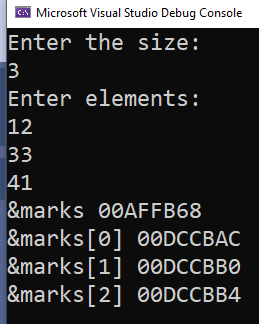 Microsoft Visual Studio Debug Console
Enter the size:
3
Enter elements:
12
33
41
&marks 00AFFB68
&marks[0] 00DCCBAC
&marks[1] 00DCCBB0
&marks[2] 00DCCBB4